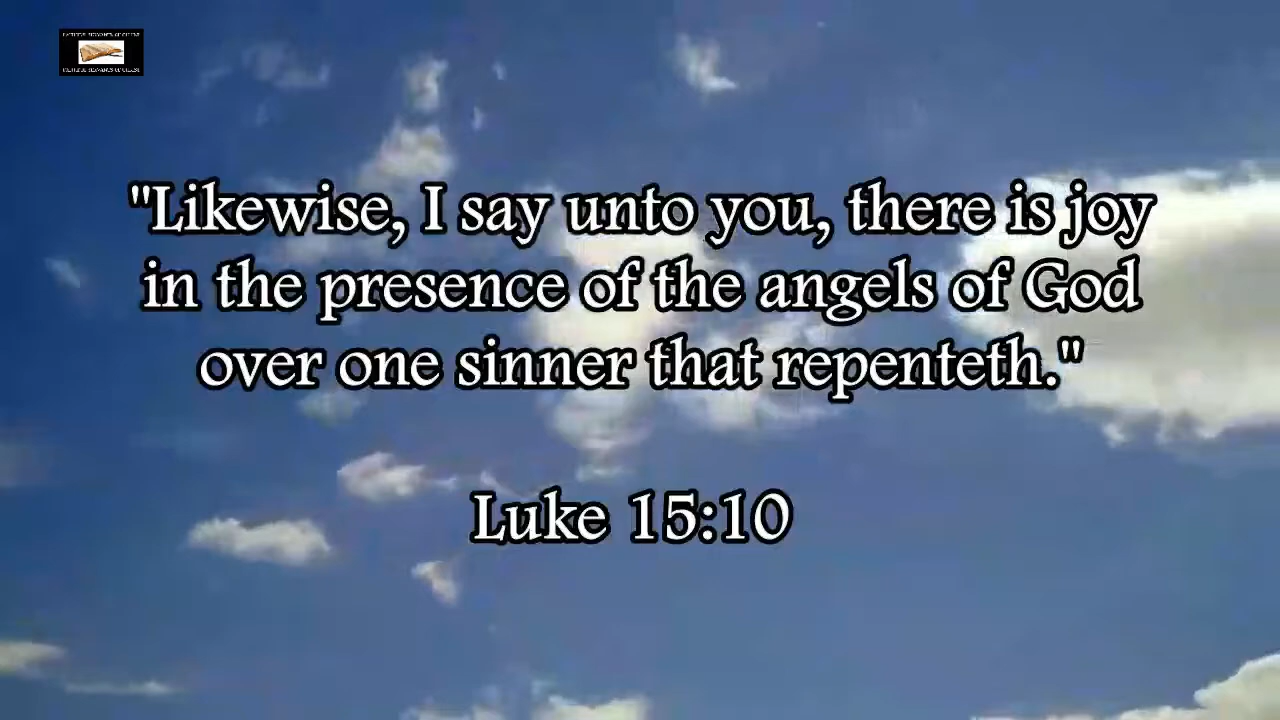 "Likewise, I say unto you, there is joy
in the presence of the angels of God
over one sinner that repenteth."
Luke 15:10